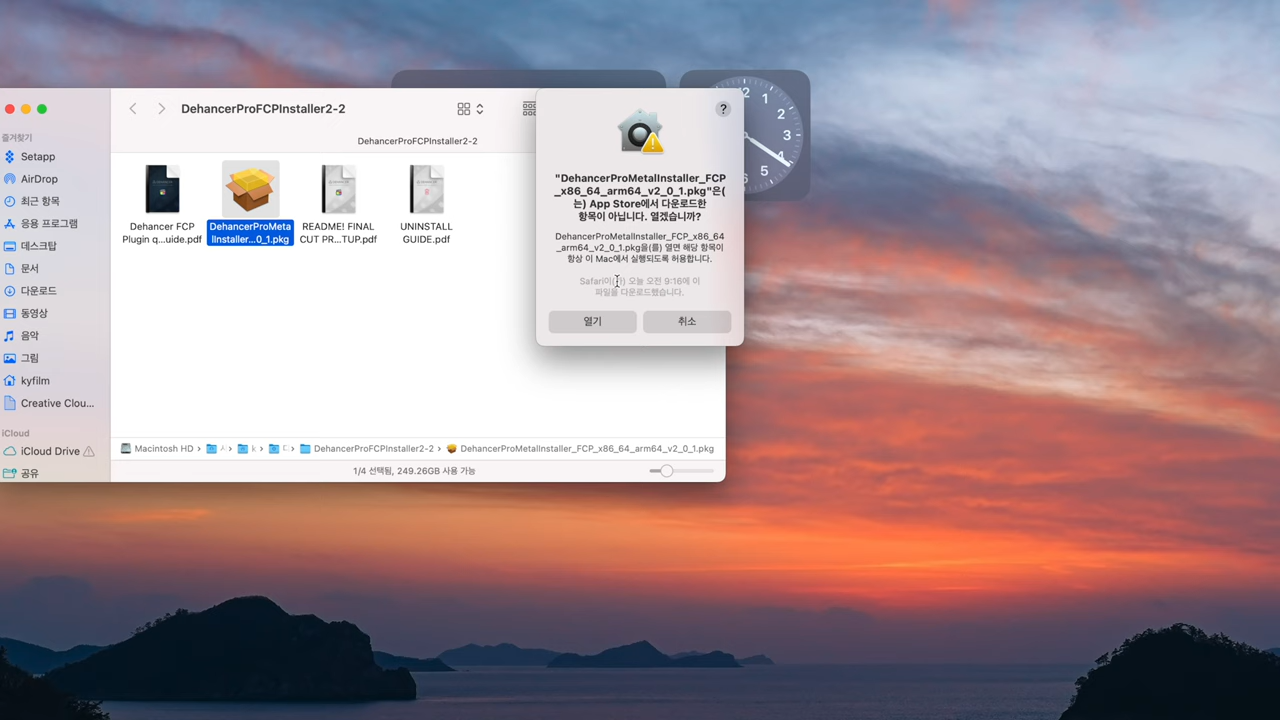 DehancerProFCPInstaller2-2
DehancerProFCPInstaller2-2
즐겨찾기
Setapp
AirDrop
최근 항목
응용 프로그램
데스크탑
문서
다운로드
동영상
음악
그림
kyfilm
Creative Clou...
iCloud
iCloud Drive
공유
Dehancer FCP
Plugin q...uide.pdf
DehancerProMeta
lInstaller...0_1.pkg
README! FINAL
CUT PR...TUP.pdf
UNINSTALL
GUIDE.pdf
?
"DehancerProMetalInstaller_FCP
_x86_64_arm64_v2_0_1.pkg"은(
는) App Store에서 다운로드한
항목이 아닙니다. 열겠습니까?
DehancerProMetalInstaller_FCP_x86_64
_arm64_v2_0_1.pkg을(를) 열면 해당 항목이
항상 이 Mac에서 실행되도록 허용합니다.
Safari이(가) 오늘 오전 9:16에 이
파일을 다운로드했습니다.
열기
취소
12
1
2
3
4
5
6
Macintosh HD
DehancerProFCPInstaller2-2
DehancerProMetalInstaller_FCP_x86_64_arm64_v2_0_1.pkg
1/4 선택됨, 249.26GB 사용 가능